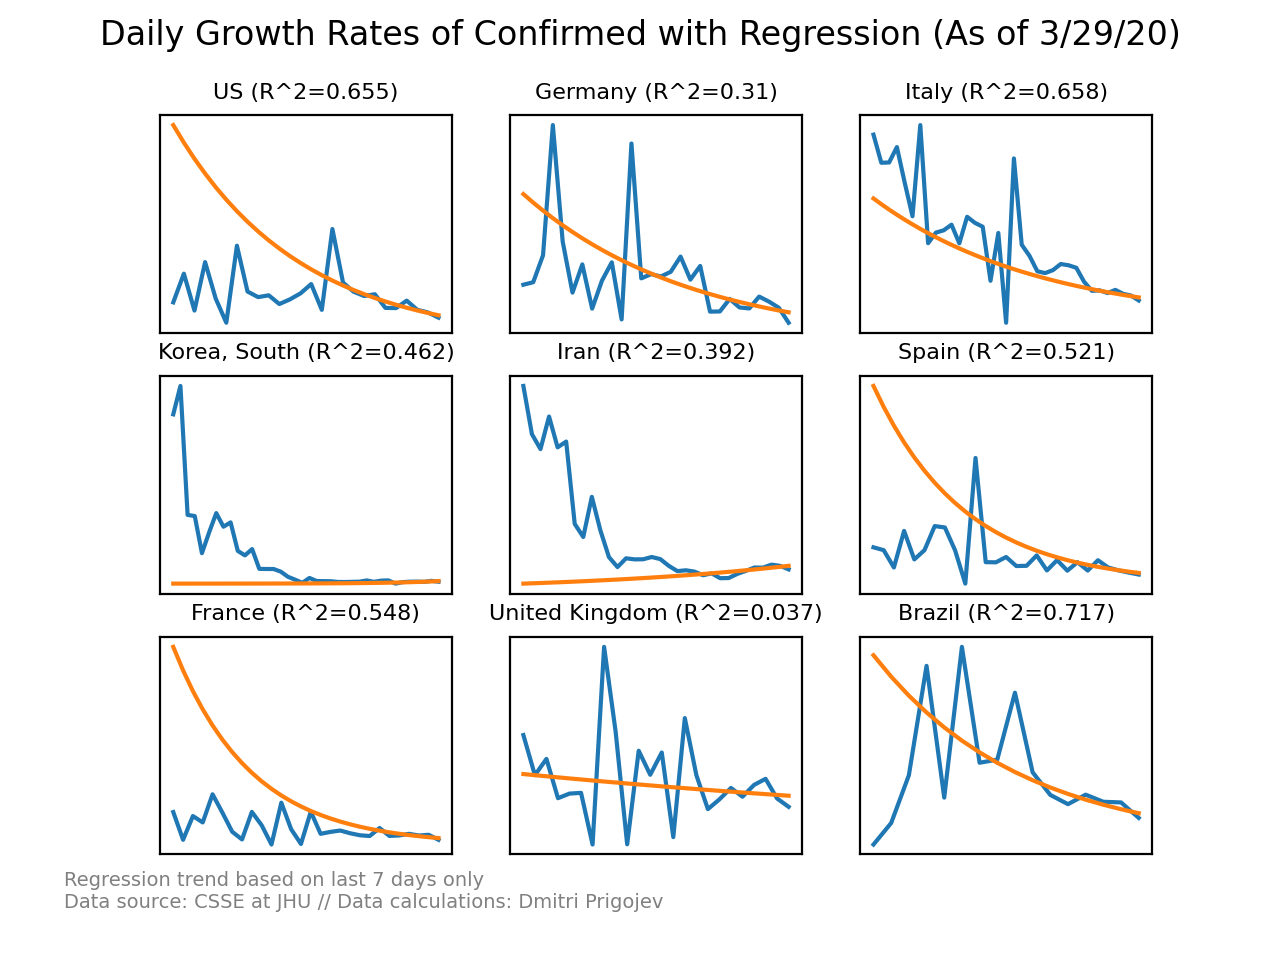 Daily Growth Rates of Confirmed with Regression (As of 3/29/20)
US (R^2=0.655)
Germany (R^2=0.31)
Italy (R^2=0.658)
Korea, South (R^2=0.462)
Iran (R^2=0.392)
Spain (R^2=0.521)
France (R^2=0.548)
United Kingdom (R^2=0.037)
Brazil (R^2=0.717)
Regression trend based on last 7 days only
Data source: CSSE at JHU // Data calculations: Dmitri Prigojev